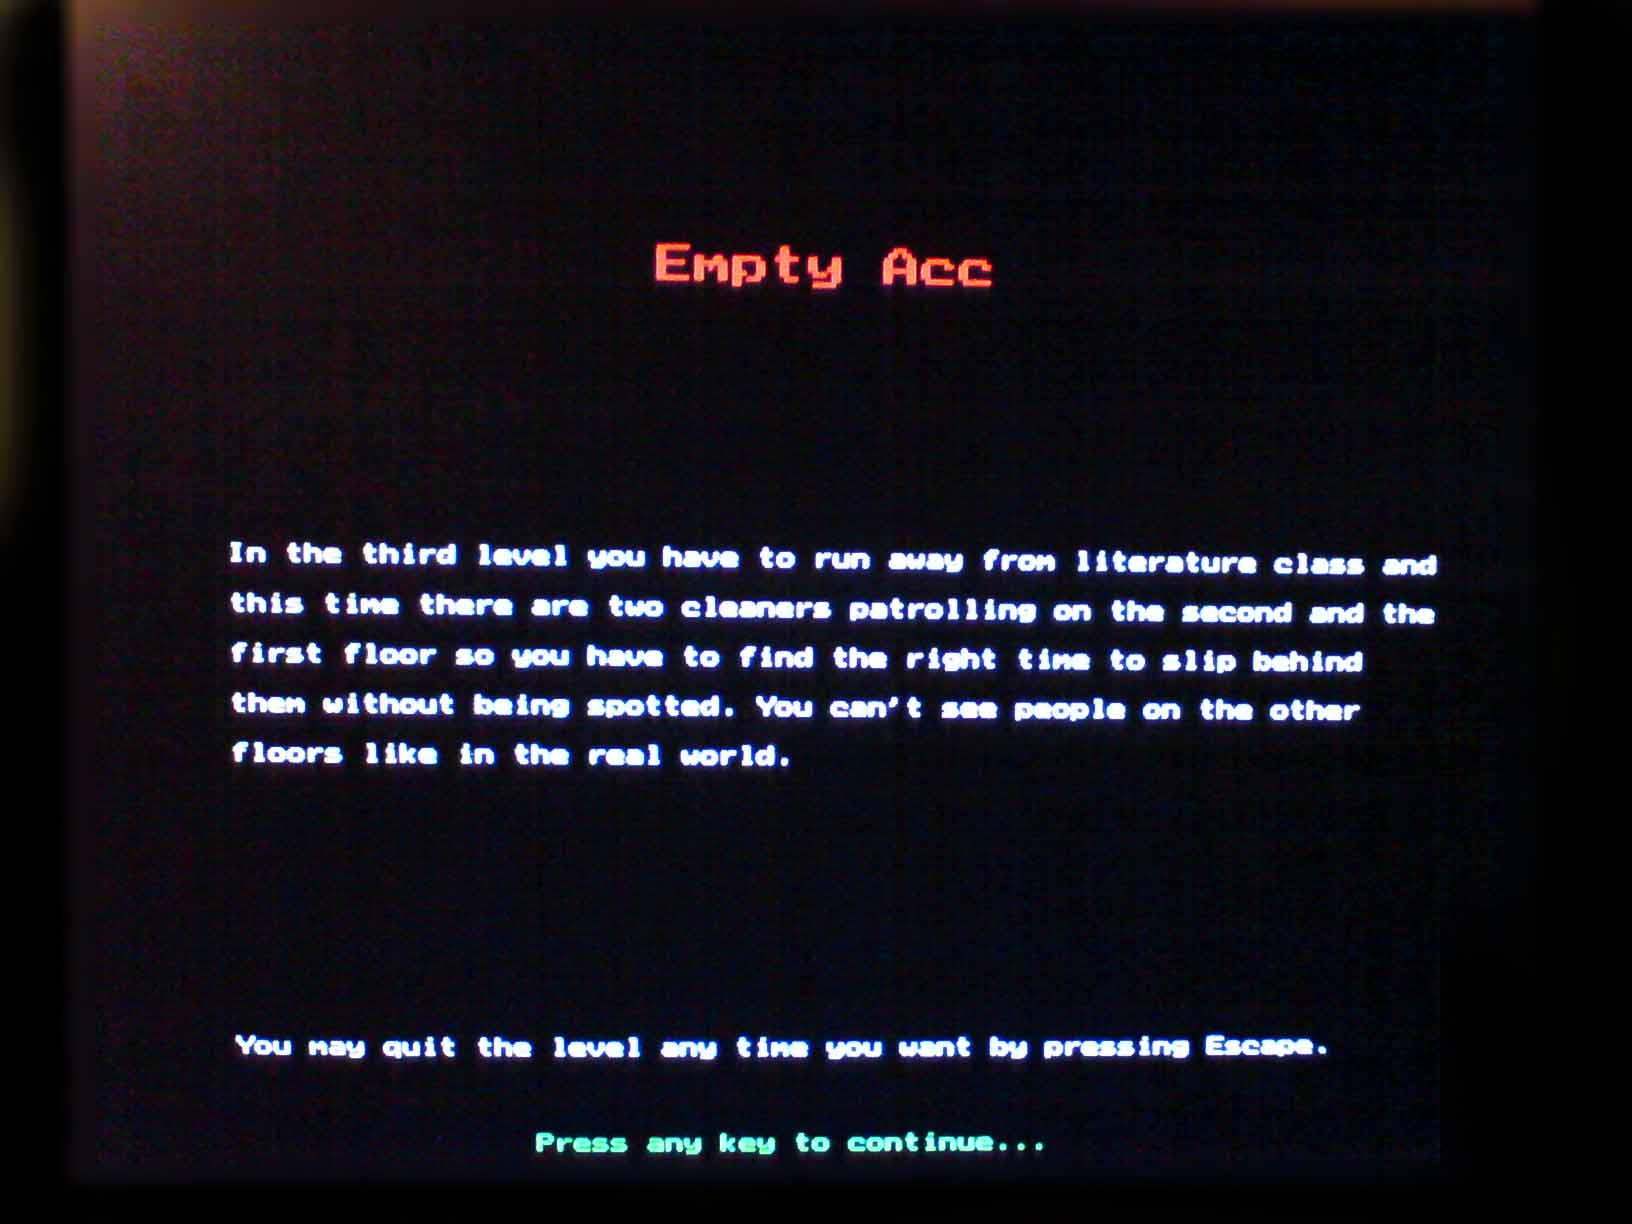 Empty Acc
In the third level you have to run away from literature class and
this time there are two cleaners patrolling on the second and the
first floor so you have to find the right time to slip behind
them without being spotted. You can't see people on the other
floors like in the real world.
You may quit the level any time you want by pressing Escape.
Press any key to continue...